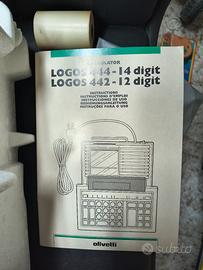 CALCULATOR
LOGOS 444 - 14 digit
LOGOS 442 - 12 digit
INSTRUCTIONS
INSTRUCTIONS D'EMPLOI
INSTRUCCIONES DE USO
BEDIENUNGSANLEITUNG
INSTRUÇÕES PARA O USO
olivetti
subito